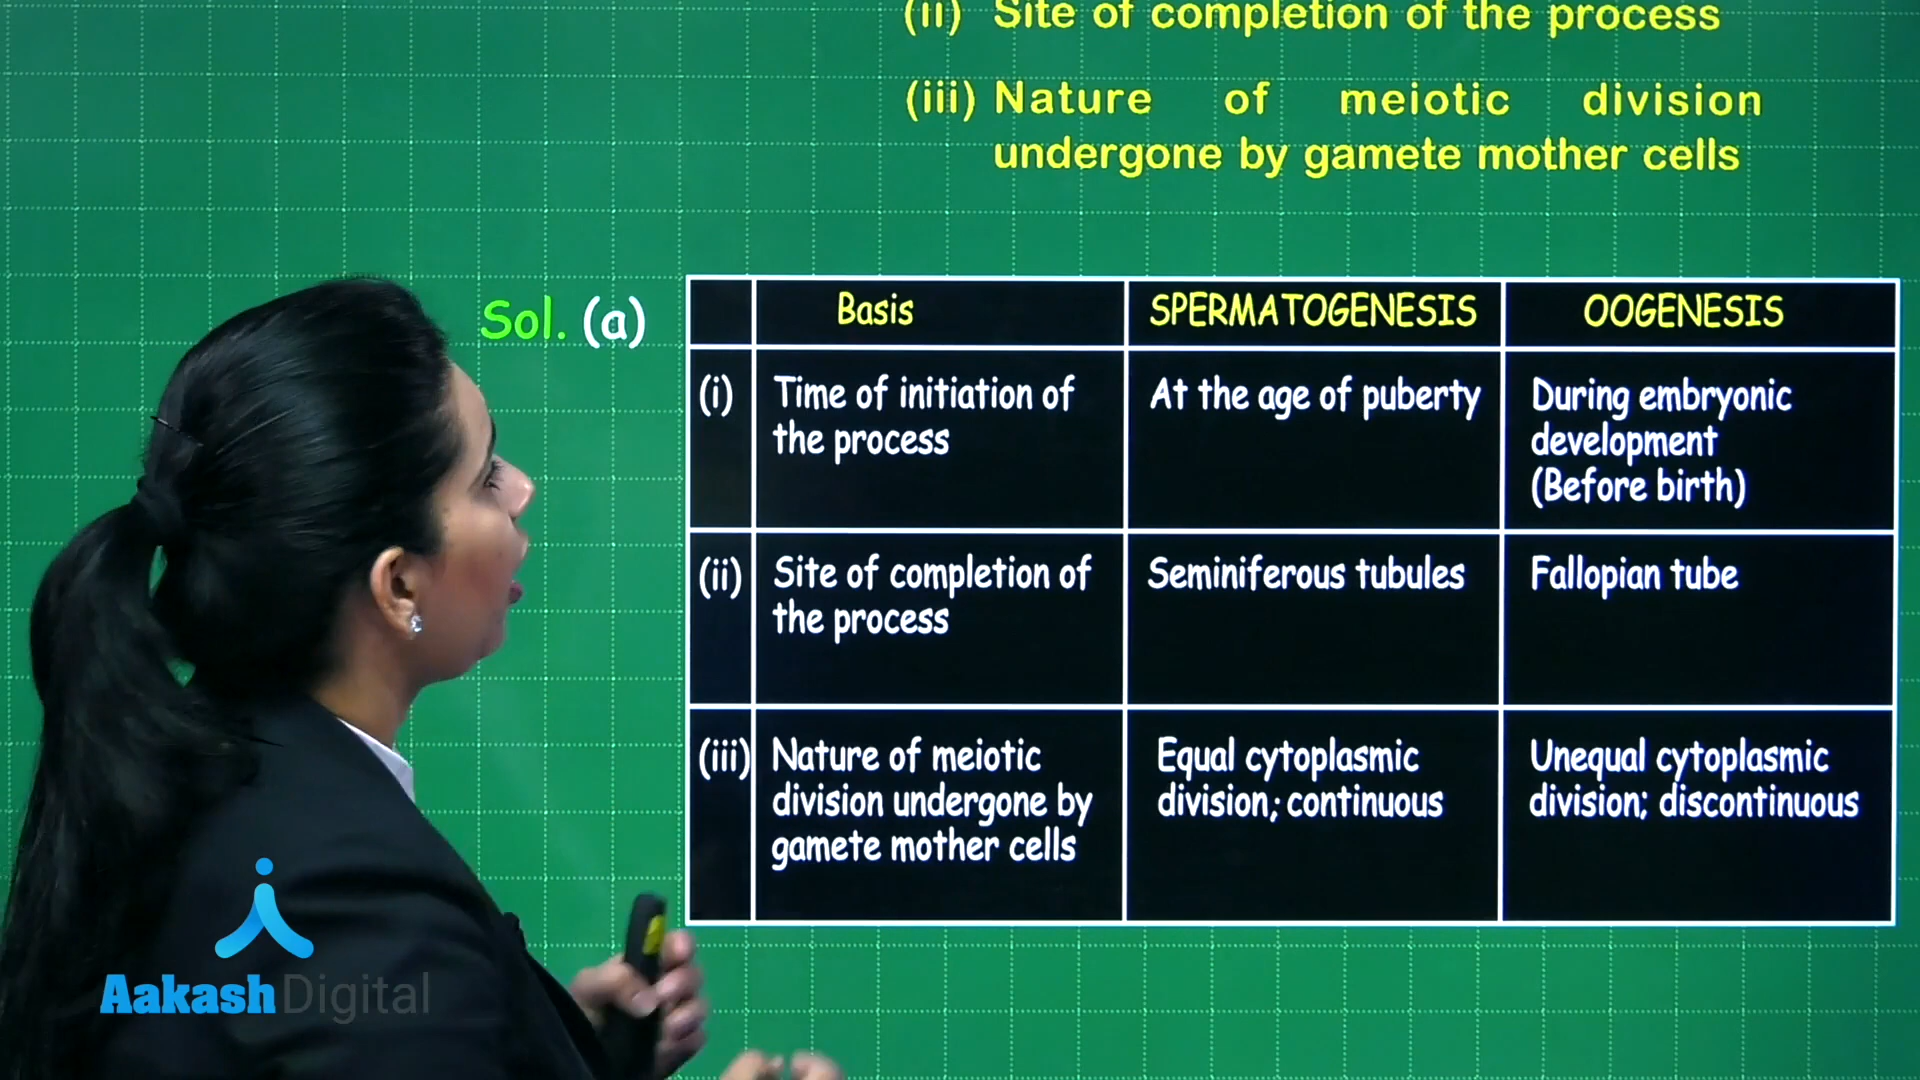 (ii) Site of completion of the process
(iii) Nature of meiotic division
undergone by gamete mother cells
Sol. (a)
Basis
SPERMATOGENESIS
OOGENESIS
(i)
Time of initiation of
the process
At the age of puberty
During embryonic
development
(Before birth)
(ii)
Site of completion of
the process
Seminiferous tubules
Fallopian tube
(iii)
Nature of meiotic
division undergone by
gamete mother cells
Equal cytoplasmic
division; continuous
Unequal cytoplasmic
division; discontinuous
Aakash Digital